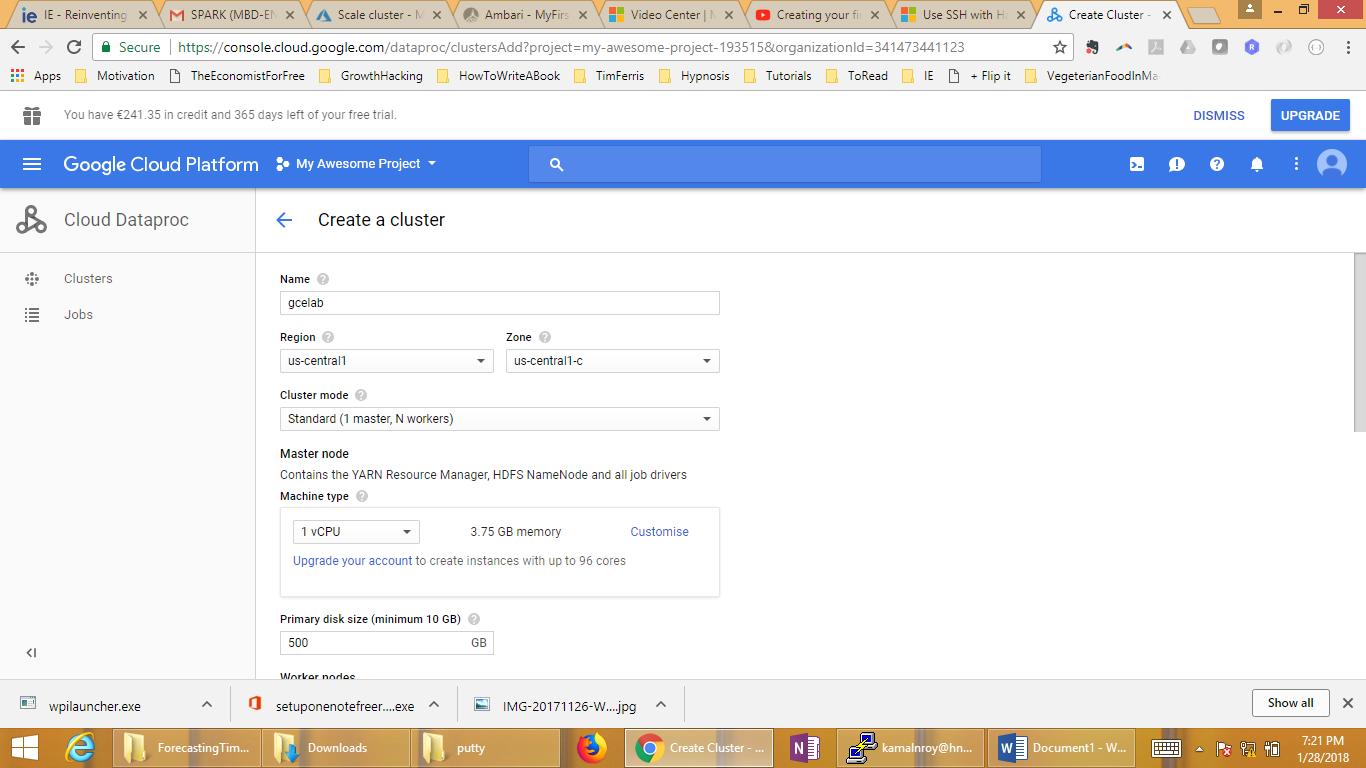 IE - Reinventing
SPARK (MBD-EN
Scale cluster - M
Ambari - MyFirs
Video Center | M
Creating your fi
Use SSH with Ha
Create Cluster -
Secure
https://console.cloud.google.com/dataproc/clustersAdd?project=my-awesome-project-193515&organizationId=341473441123
Apps
Motivation
TheEconomistForFree
GrowthHacking
HowToWriteABook
TimFerris
Hypnosis
Tutorials
ToRead
IE
+ Flip it
VegeterianFoodInMa
You have €241.35 in credit and 365 days left of your free trial.
DISMISS
UPGRADE
Google Cloud Platform
My Awesome Project
Cloud Dataproc
Create a cluster
Clusters
Jobs
Name
gcelab
Region
Zone
us-central1
us-central1-c
Cluster mode
Standard (1 master, N workers)
Master node
Contains the YARN Resource Manager, HDFS NameNode and all job drivers
Machine type
1 vCPU
3.75 GB memory
Customise
Upgrade your account to create instances with up to 96 cores
Primary disk size (minimum 10 GB)
500
GB
Worker nodes
wpilauncher.exe
setuponenotefreer....exe
IMG-20171126-W....jpg
Show all
ForecastingTim...
Downloads
putty
Create Cluster - ...
kamalnroy@hn...
Document1 - W...
7:21 PM
1/28/2018